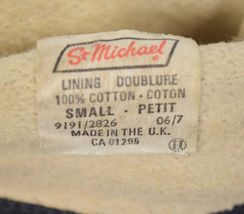 St Michael
LINING DOUBLURE
100% COTTON · COTON
SMALL · PETIT
9191/2826 06/7
MADE IN THE U.K.
CA 01295